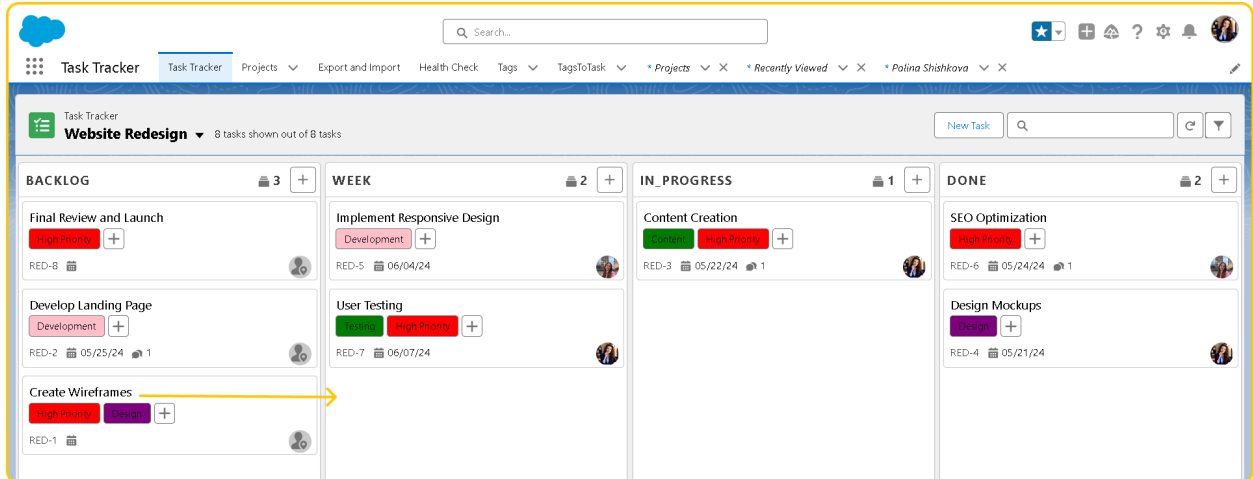 Search...
Task Tracker
Task Tracker Projects Export and Import Health Check Tags TagsToTask * Projects * Recently Viewed * Polina Shishkova
Task Tracker
Website Redesign 8 tasks shown out of 8 tasks
New Task
BACKLOG 3
Final Review and Launch
High Priority
RED-8
Develop Landing Page
Development
RED-2 05/25/24 1
Create Wireframes
High Priority Design
RED-1
WEEK 2
Implement Responsive Design
Development
RED-5 06/04/24
User Testing
Testing High Priority
RED-7 06/07/24
IN_PROGRESS 1
Content Creation
Content High Priority
RED-3 05/22/24 1
DONE 2
SEO Optimization
High Priority
RED-6 05/24/24 1
Design Mockups
Design
RED-4 05/21/24